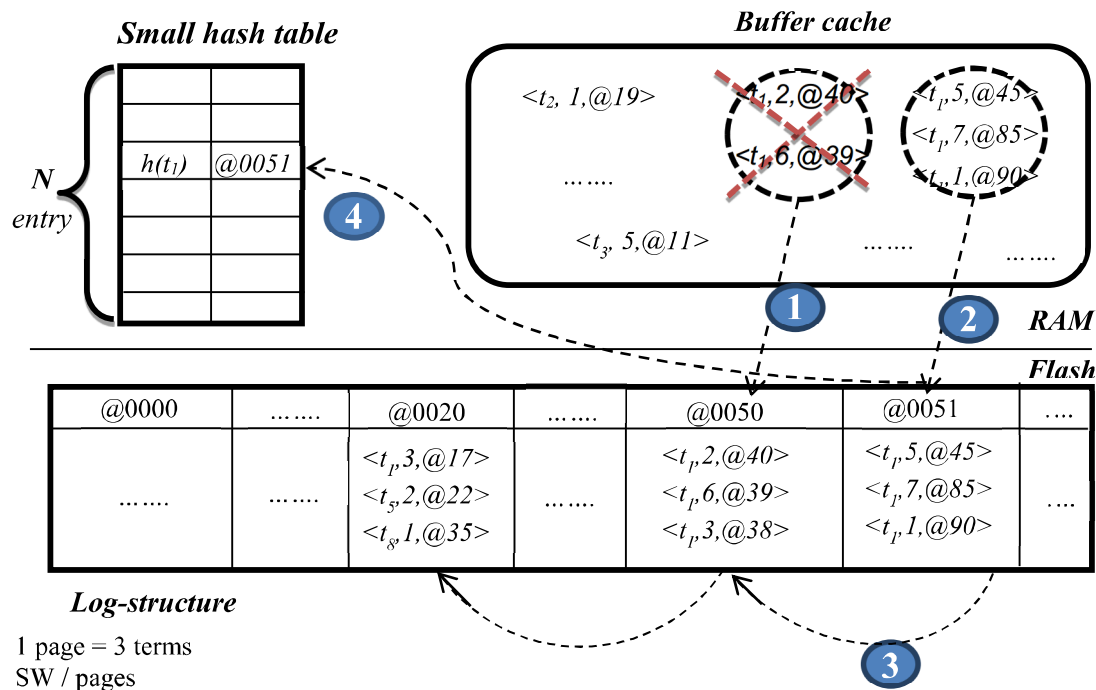 Small hash table
Buffer cache
N
entry
h(t₁) @0051
<t₂, 1,@19>
…….
<t₃, 5,@11>
<t₁,2,@40>
<t₁,6,@39>
<t₁,5,@45>
<t₁,7,@85>
<t₁,1,@90>
…….
…….
4
1
2
RAM
Flash
@0000 ……. @0020 ……. @0050 @0051 ….
……. ……. <t₁,3,@17> ……. <t₁,2,@40> <t₁,5,@45> ….
<t₅,2,@22> <t₁,6,@39> <t₁,7,@85>
<t₈,1,@35> <t₁,3,@38> <t₁,1,@90>
Log-structure
1 page = 3 terms
SW / pages
3